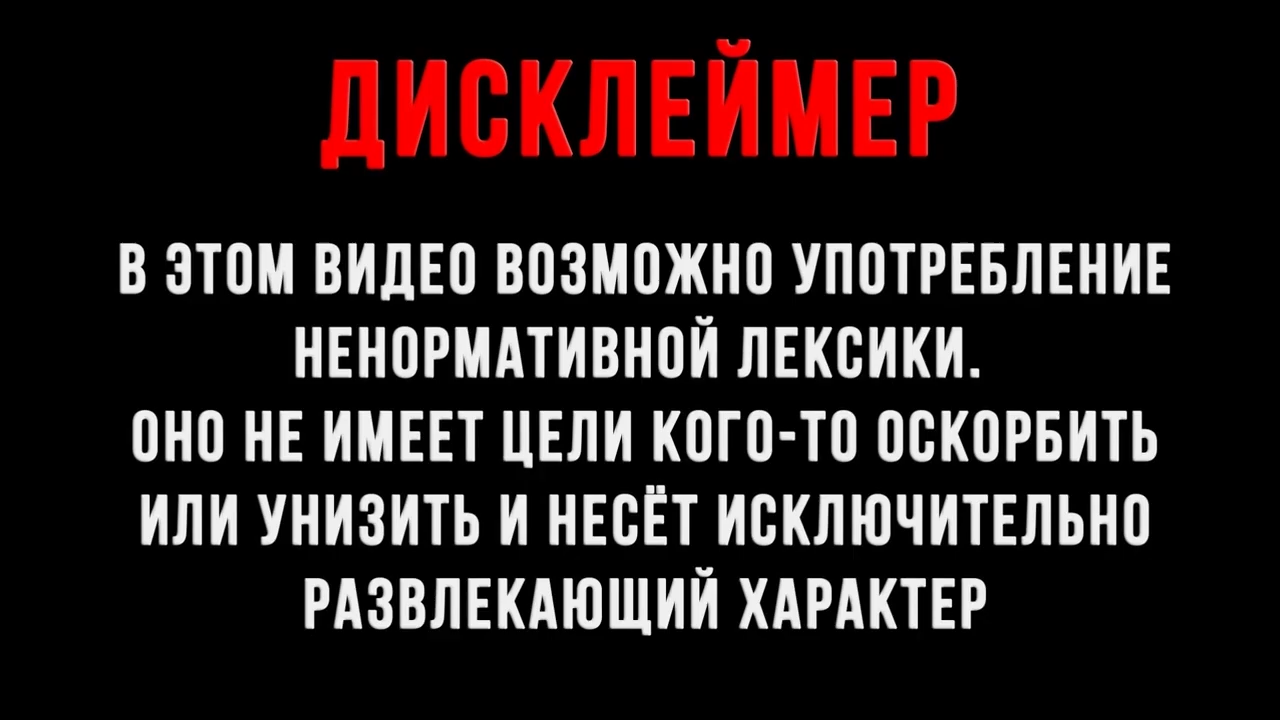 ДИСКЛЕЙМЕР
В ЭТОМ ВИДЕО ВОЗМОЖНО УПОТРЕБЛЕНИЕ
НЕНОРМАТИВНОЙ ЛЕКСИКИ.
ОНО НЕ ИМЕЕТ ЦЕЛИ КОГО-ТО ОСКОРБИТЬ
ИЛИ УНИЗИТЬ И НЕСЁТ ИСКЛЮЧИТЕЛЬНО
РАЗВЛЕКАЮЩИЙ ХАРАКТЕР